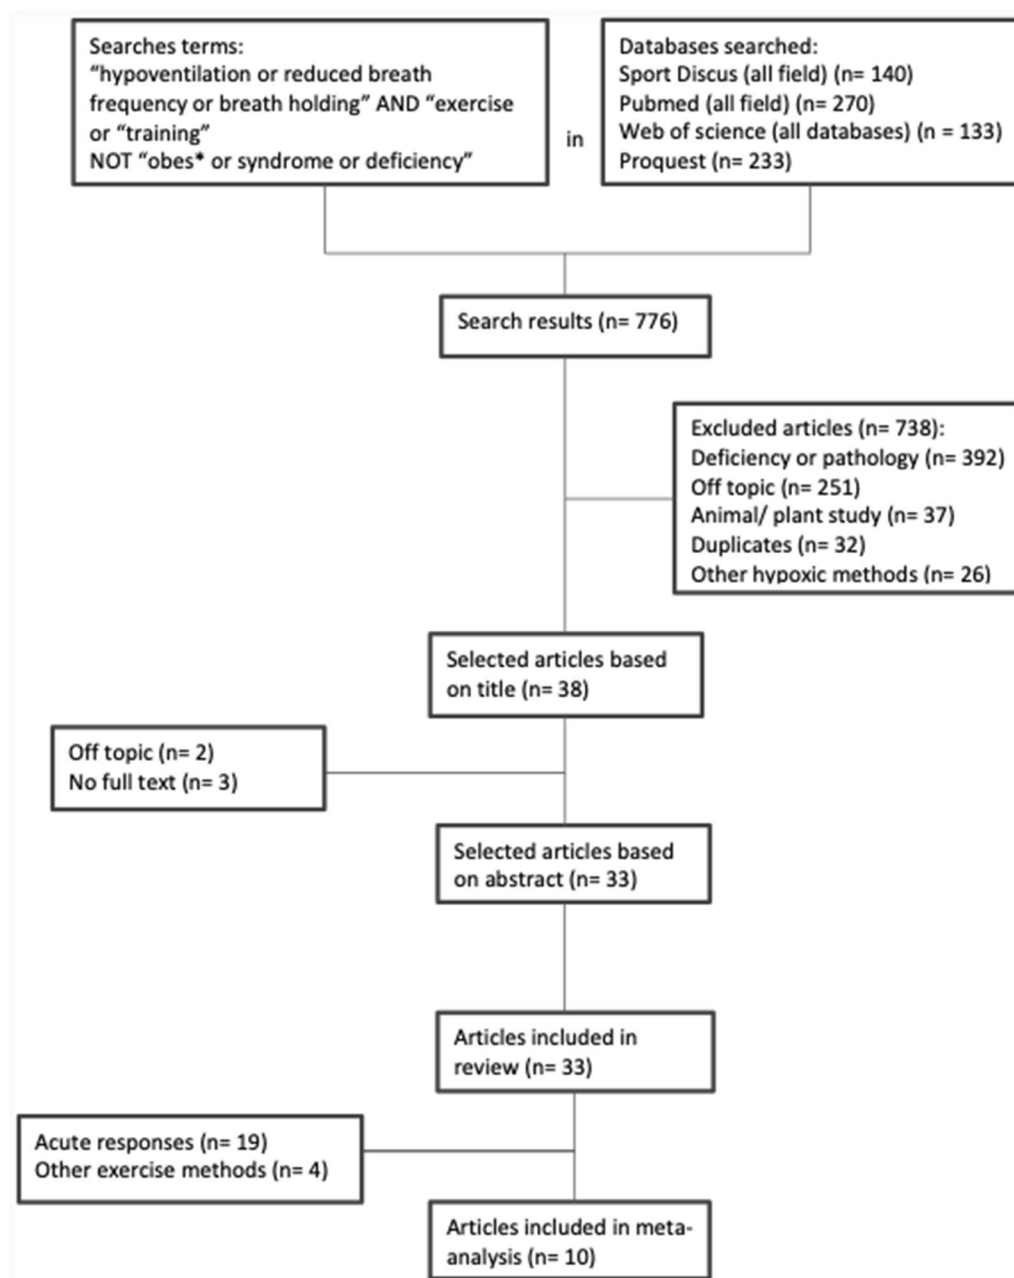 Searches terms:
“hypoventilation or reduced breath
frequency or breath holding” AND “exercise
or “training”
NOT “obes* or syndrome or deficiency”
in
Databases searched:
Sport Discus (all field) (n= 140)
Pubmed (all field) (n= 270)
Web of science (all databases) (n = 133)
Proquest (n= 233)
Search results (n= 776)
Excluded articles (n= 738):
Deficiency or pathology (n= 392)
Off topic (n= 251)
Animal/ plant study (n= 37)
Duplicates (n= 32)
Other hypoxic methods (n= 26)
Selected articles based
on title (n= 38)
Off topic (n= 2)
No full text (n= 3)
Selected articles based
on abstract (n= 33)
Articles included in
review (n= 33)
Acute responses (n= 19)
Other exercise methods (n= 4)
Articles included in meta-
analysis (n= 10)